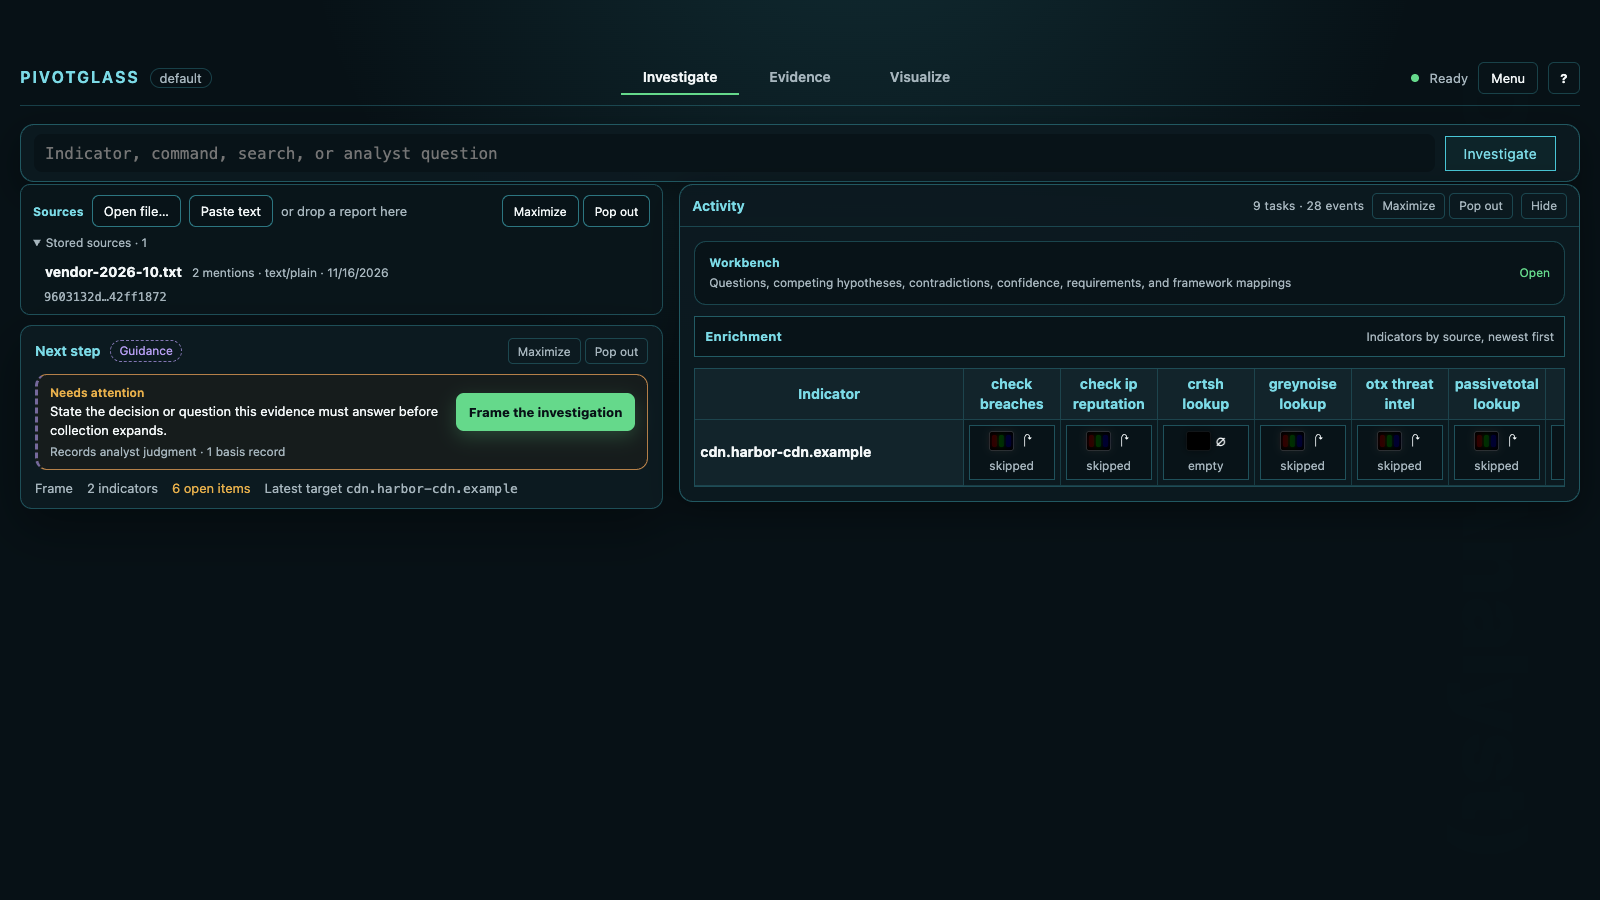 PIVOTGLASS default
Investigate Evidence Visualize
Ready Menu ?
Indicator, command, search, or analyst question
Investigate
Sources Open file... Paste text or drop a report here Maximize Pop out
▼ Stored sources · 1
vendor-2026-10.txt 2 mentions · text/plain · 11/16/2026
9603132d…42ff1872
Next step Guidance Maximize Pop out
Needs attention
State the decision or question this evidence must answer before
collection expands.
Records analyst judgment · 1 basis record
Frame the investigation
Frame 2 indicators 6 open items Latest target cdn.harbor-cdn.example
Activity 9 tasks · 28 events Maximize Pop out Hide
Workbench
Questions, competing hypotheses, contradictions, confidence, requirements, and framework mappings
Open
Enrichment Indicators by source, newest first
Indicator
check
breaches
check ip
reputation
crtsh
lookup
greynoise
lookup
otx threat
intel
passivetotal
lookup
cdn.harbor-cdn.example
skipped skipped empty skipped skipped skipped